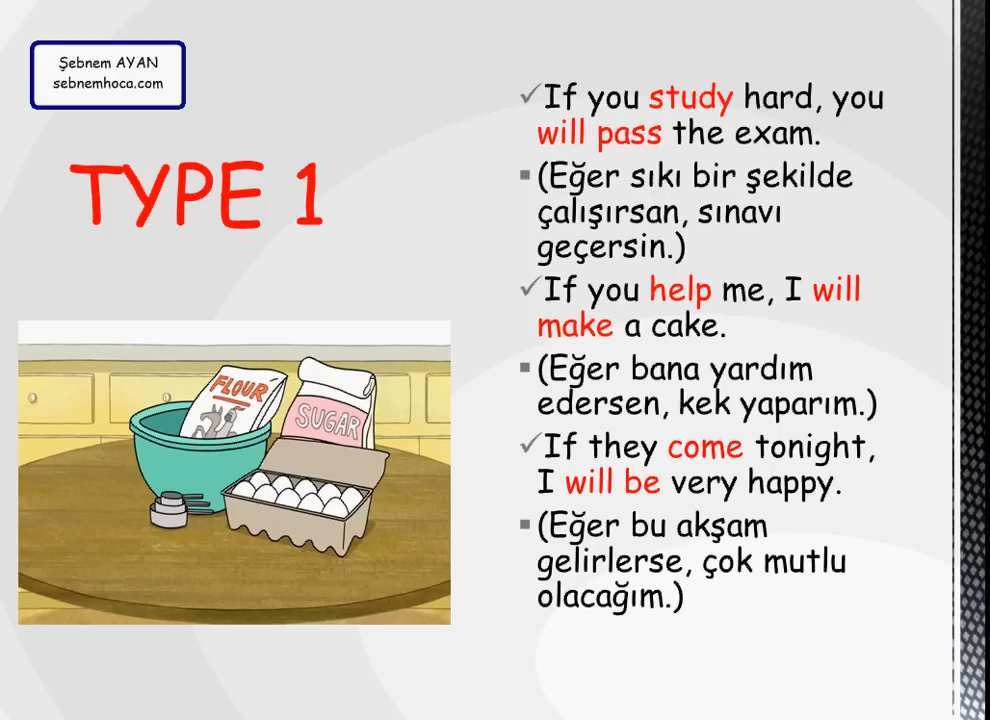 Şebnem AYAN
sebnemhoca.com
TYPE 1
If you study hard, you
will pass the exam.
(Eğer sıkı bir şekilde
çalışırsan, sınavı
geçersin.)
If you help me, I will
make a cake.
(Eğer bana yardım
edersen, kek yaparım.)
If they come tonight,
I will be very happy.
(Eğer bu akşam
gelirlerse, çok mutlu
olacağım.)
FLOUR
SUGAR